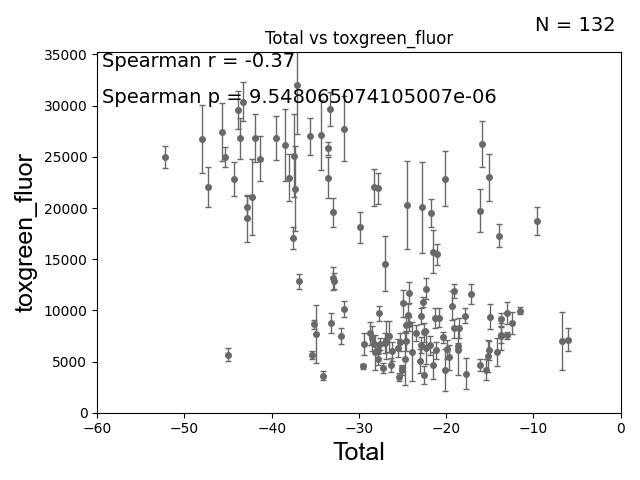 N = 132
Total vs toxgreen_fluor
Spearman r = -0.37
Spearman p = 9.548065074105007e-06
toxgreen_fluor
35000
30000
25000
20000
15000
10000
5000
0
−60
−50
−40
−30
−20
−10
0
Total